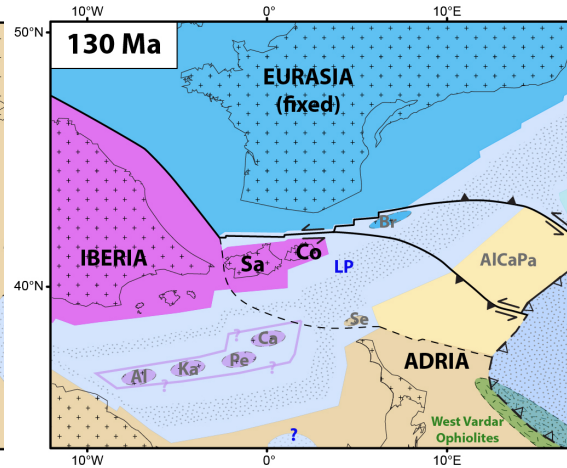 10°W 0° 10°E
50°N
130 Ma
EURASIA
(fixed)
Br
IBERIA
Sa
Co
LP
AlCaPa
40°N
Se
Ca
?
ADRIA
Pe
Ka
Al
?
?
West Vardar
Ophiolites
?
10°W 0° 10°E